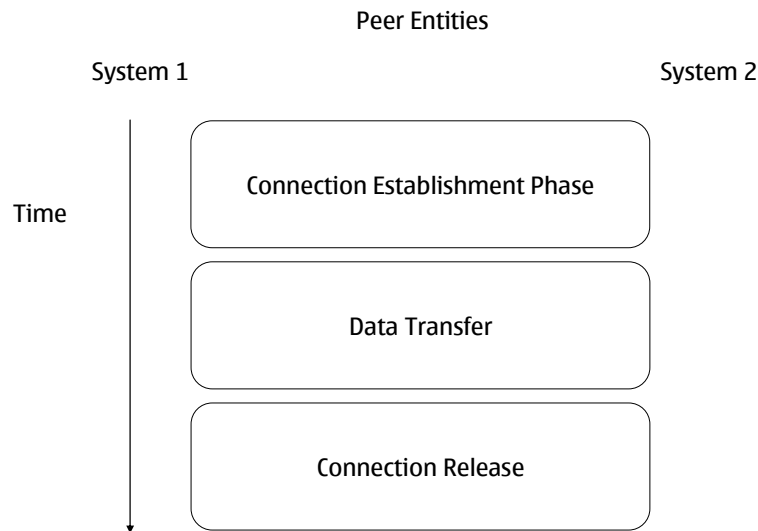 Peer Entities
System 1
System 2
Connection Establishment Phase
Time
Data Transfer
Connection Release